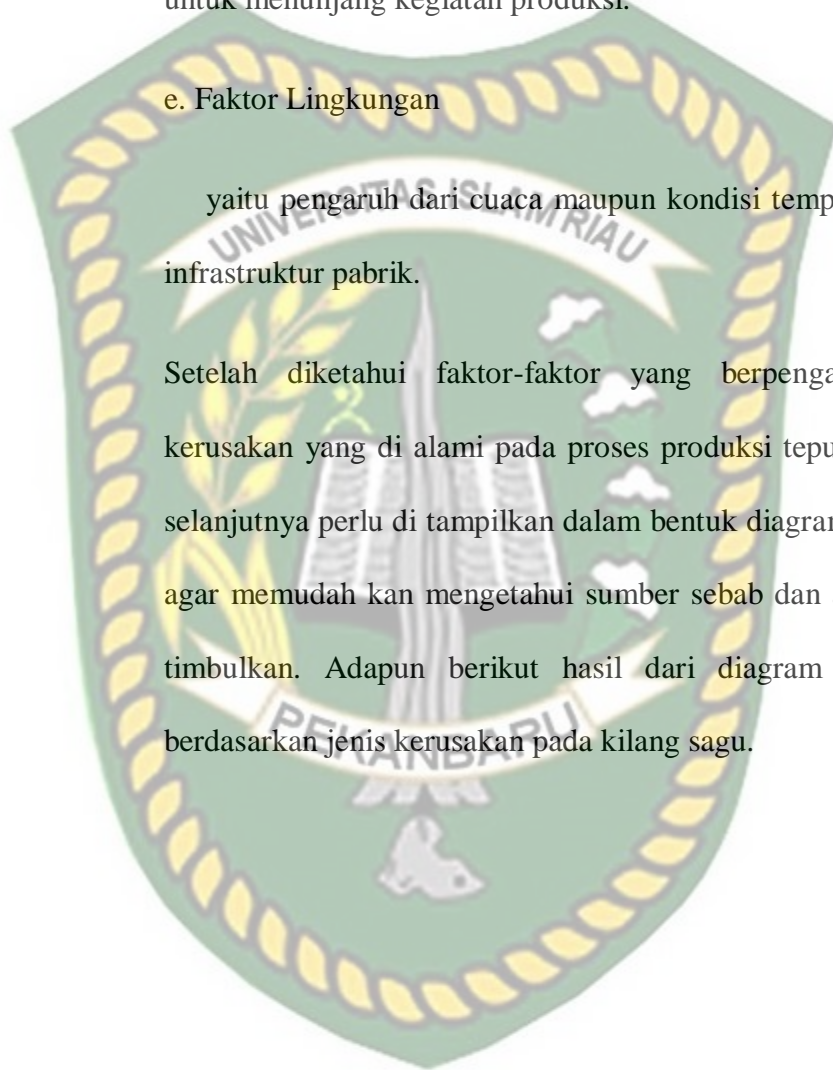 untuk menunjang kegiatan produksi.
e. Faktor Lingkungan
yaitu pengaruh dari cuaca maupun kondisi temp
UNIVERSITAS ISLAM RIAU
infrastruktur pabrik.
Setelah diketahui faktor-faktor yang berpenga
kerusakan yang di alami pada proses produksi tepu
selanjutnya perlu di tampilkan dalam bentuk diagram
agar memudah kan mengetahui sumber sebab dan
timbulkan. Adapun berikut hasil dari diagram
berdasarkan jenis kerusakan pada kilang sagu.
PEKANBARU